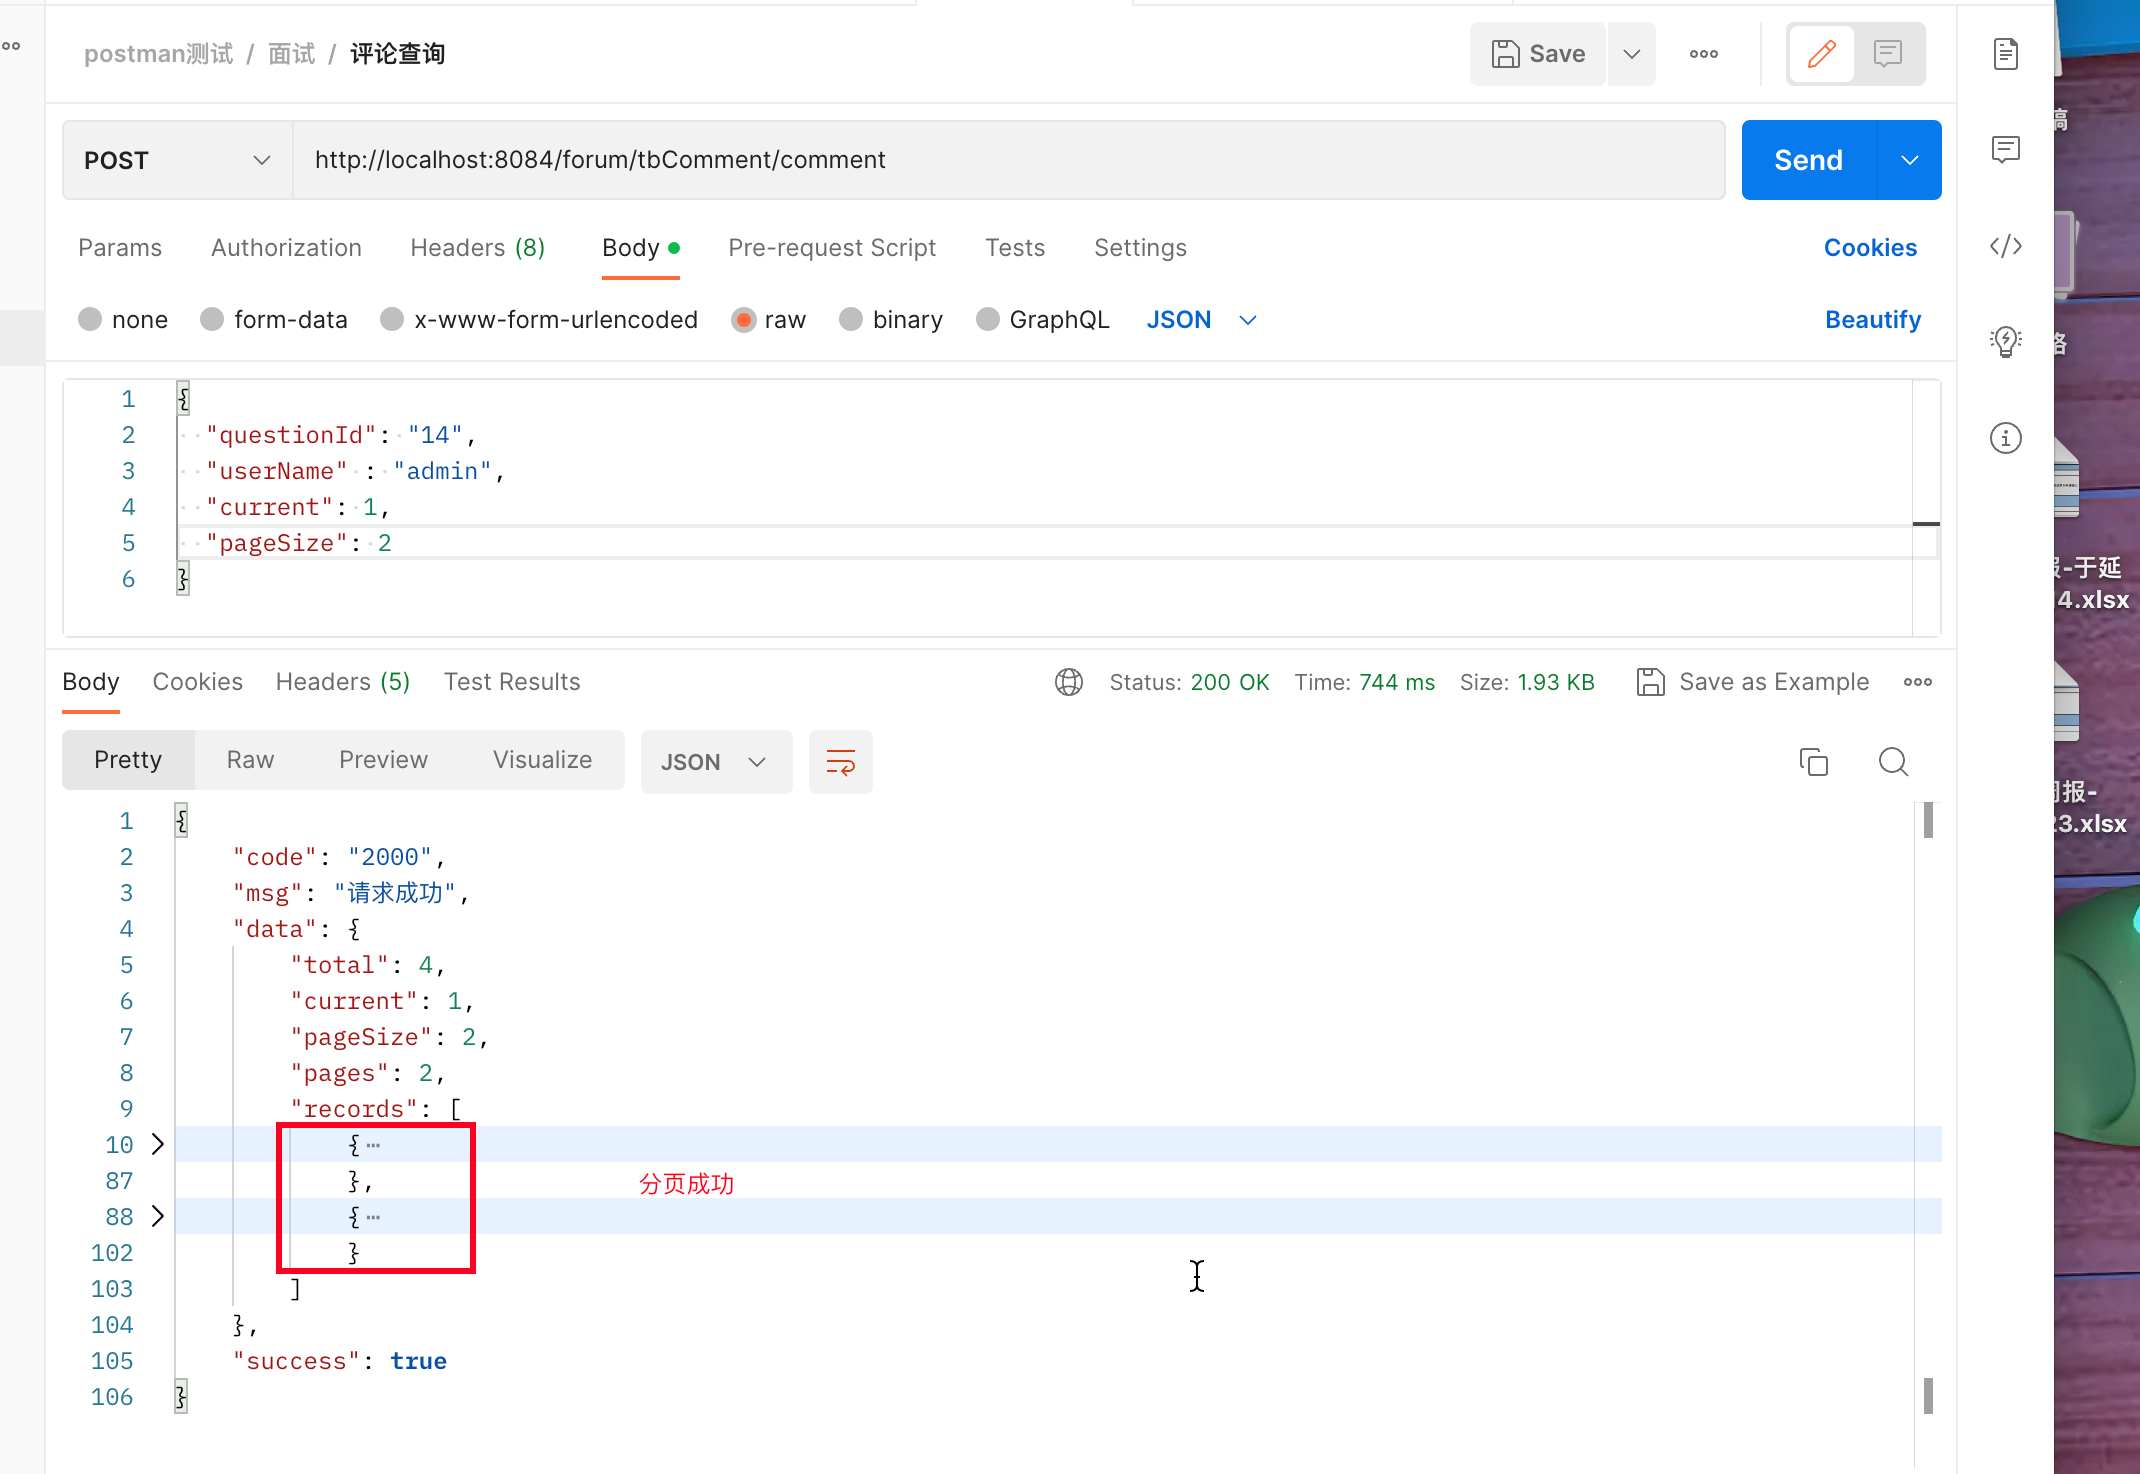 postman测试 / 面试 / 评论查询
Save
POST
http://localhost:8084/forum/tbComment/comment
Send
Params
Authorization
Headers (8)
Body
Pre-request Script
Tests
Settings
Cookies
none
form-data
x-www-form-urlencoded
raw
binary
GraphQL
JSON
Beautify
1 {
2 "questionId": "14",
3 "userName" : "admin",
4 "current": 1,
5 "pageSize": 2
6 }
Body
Cookies
Headers (5)
Test Results
Status: 200 OK
Time: 744 ms
Size: 1.93 KB
Save as Example
Pretty
Raw
Preview
Visualize
JSON
1 {
2 "code": "2000",
3 "msg": "请求成功",
4 "data": {
5 "total": 4,
6 "current": 1,
7 "pageSize": 2,
8 "pages": 2,
9 "records": [
10 {…
87 },
分页成功
88 {…
102 }
103 ]
104 },
105 "success": true
106 }
-于延
14.xlsx
周报-
23.xlsx